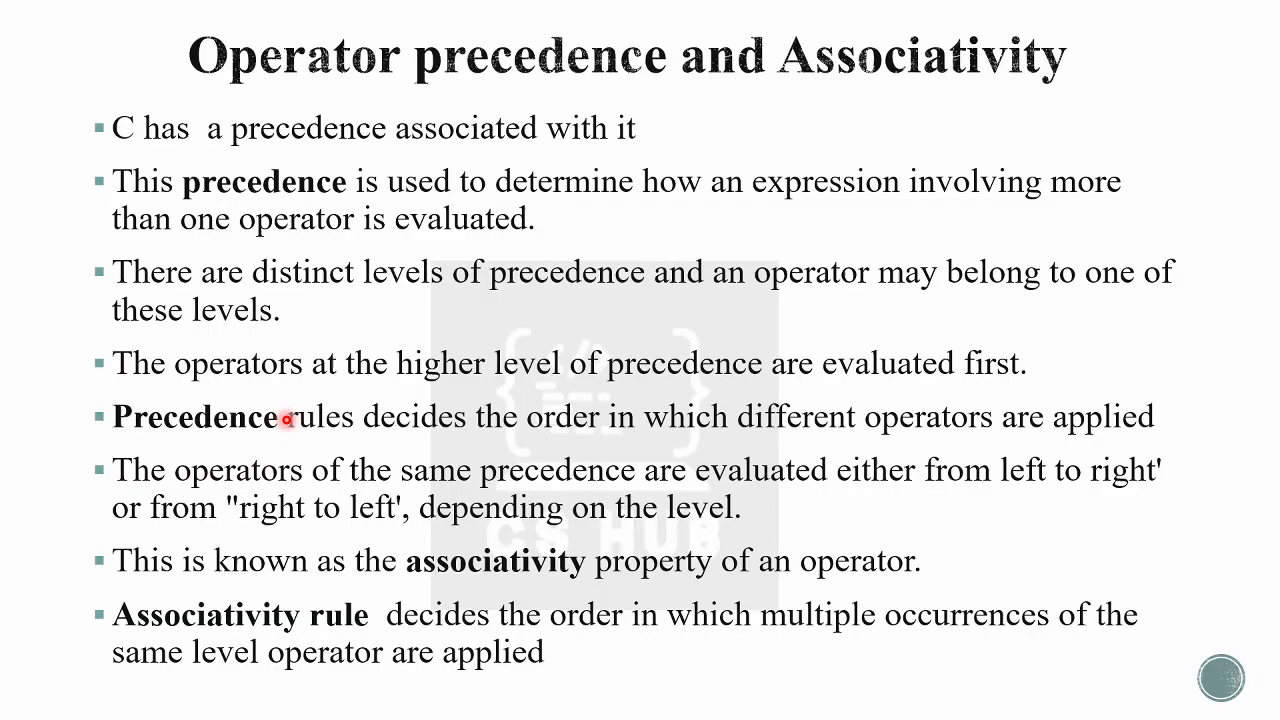 Operator precedence and Associativity
C has a precedence associated with it
This precedence is used to determine how an expression involving more
than one operator is evaluated.
There are distinct levels of precedence and an operator may belong to one of
these levels.
The operators at the higher level of precedence are evaluated first.
Precedence rules decides the order in which different operators are applied
The operators of the same precedence are evaluated either from left to right'
or from "right to left', depending on the level.
This is known as the associativity property of an operator.
Associativity rule decides the order in which multiple occurrences of the
same level operator are applied
CS HUB